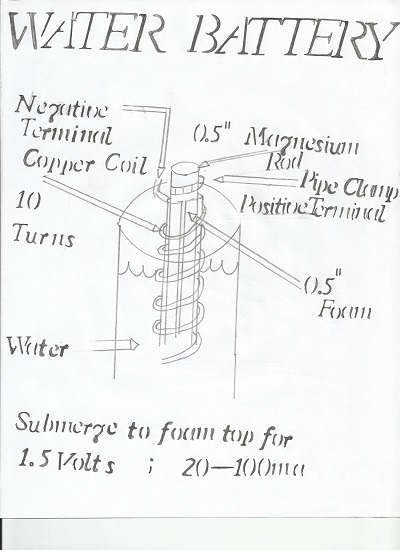 WATER BATTERY
Negative
Terminal
Copper Coil
10
Turns
0.5" Magnesium
Rod
Pipe Clamp
Positive Terminal
0.5"
Foam
Water
Submerge to foam top for
1.5 Volts ; 20-100ma